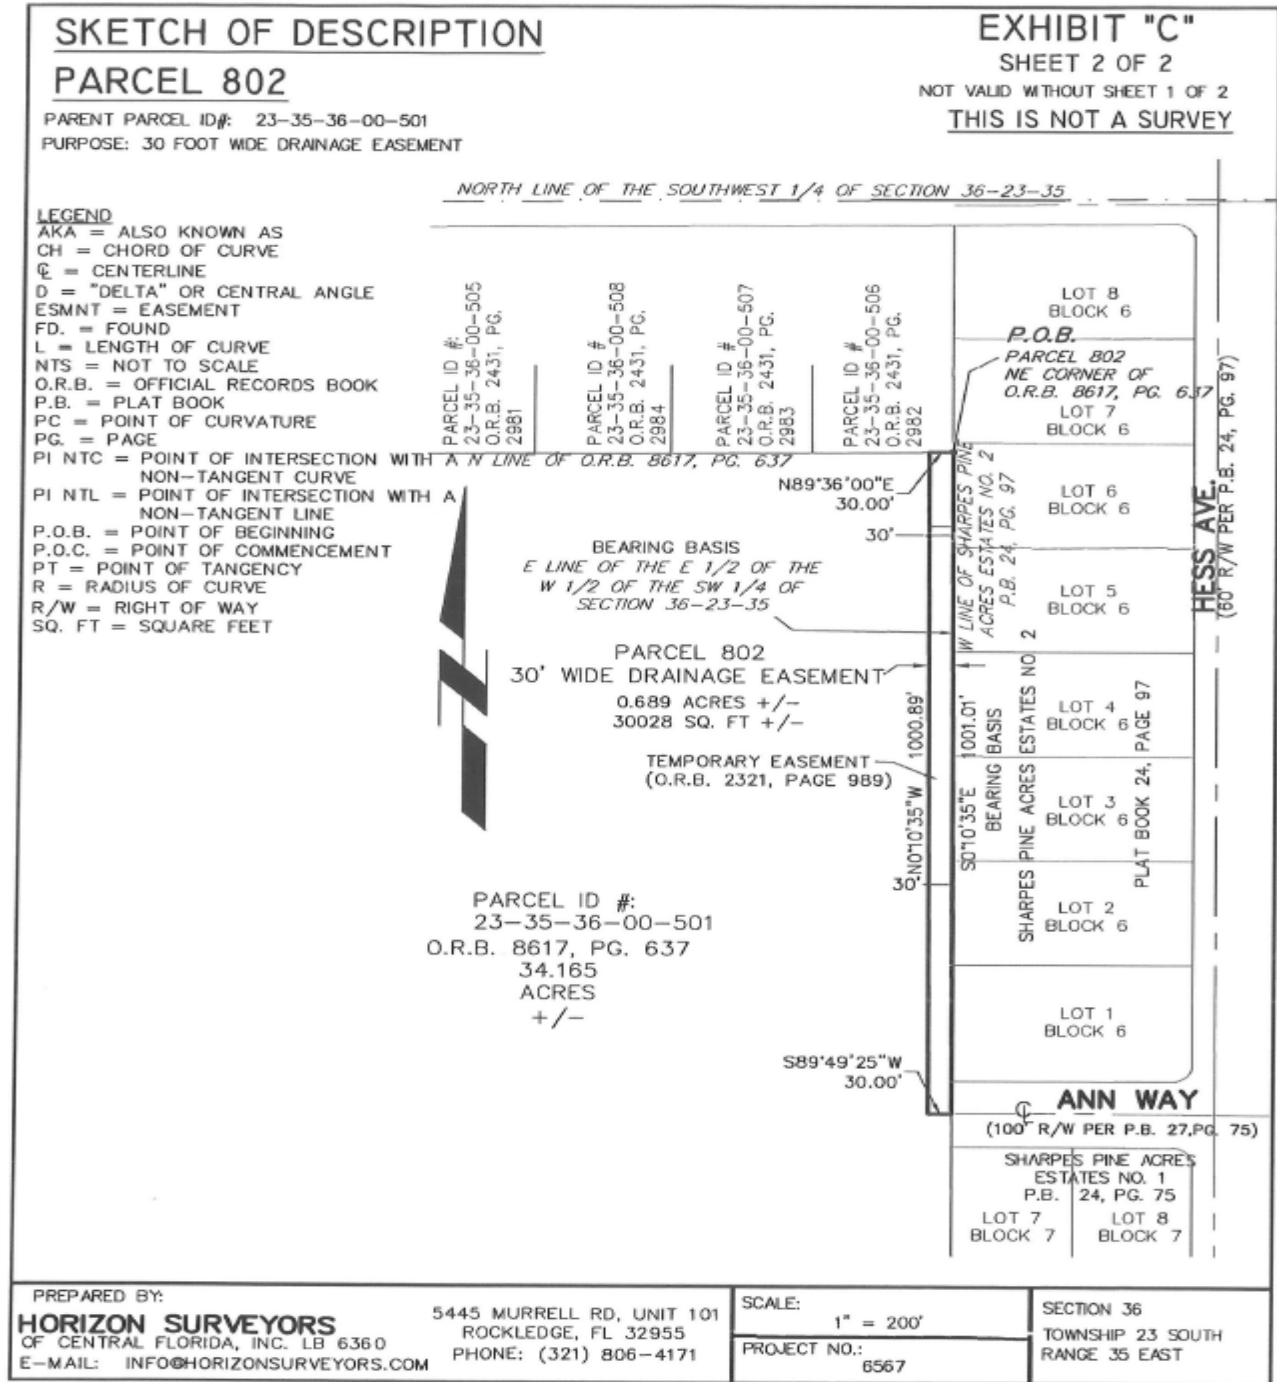 SKETCH OF DESCRIPTION
PARCEL 802
PARENT PARCEL ID#: 23-35-36-00-501
PURPOSE: 30 FOOT WIDE DRAINAGE EASEMENT
EXHIBIT "C"
SHEET 2 OF 2
NOT VALID WITHOUT SHEET 1 OF 2
THIS IS NOT A SURVEY
NORTH LINE OF THE SOUTHWEST 1/4 OF SECTION 36-23-35
LEGEND
AKA = ALSO KNOWN AS
CH = CHORD OF CURVE
℄ = CENTERLINE
D = "DELTA" OR CENTRAL ANGLE
ESMNT = EASEMENT
FD. = FOUND
L = LENGTH OF CURVE
NTS = NOT TO SCALE
O.R.B. = OFFICIAL RECORDS BOOK
P.B. = PLAT BOOK
PC = POINT OF CURVATURE
PG. = PAGE
PI NTC = POINT OF INTERSECTION WITH A
NON-TANGENT CURVE
PI NTL = POINT OF INTERSECTION WITH A
NON-TANGENT LINE
P.O.B. = POINT OF BEGINNING
P.O.C. = POINT OF COMMENCEMENT
PT = POINT OF TANGENCY
R = RADIUS OF CURVE
R/W = RIGHT OF WAY
SQ. FT = SQUARE FEET
PARCEL ID #:
23-35-36-00-505
O.R.B. 2431, PG.
2981
PARCEL ID #
23-35-36-00-508
O.R.B. 2431, PG.
2984
PARCEL ID #
23-35-36-00-507
O.R.B. 2431, PG.
2983
PARCEL ID #
23-35-36-00-506
O.R.B. 2431, PG.
2982
N LINE OF O.R.B. 8617, PG. 637
LOT 8
BLOCK 6
P.O.B.
PARCEL 802
NE CORNER OF
O.R.B. 8617, PG. 637
LOT 7
BLOCK 6
N89°36'00"E
30.00'
30'
W LINE OF SHARPES PINE
ACRES ESTATES NO. 2
P.B. 24, PG. 97
LOT 6
BLOCK 6
HESS AVE.
(60' R/W PER P.B. 24, PG. 97)
BEARING BASIS
E LINE OF THE E 1/2 OF THE
W 1/2 OF THE SW 1/4 OF
SECTION 36-23-35
LOT 5
BLOCK 6
PARCEL 802
30' WIDE DRAINAGE EASEMENT
0.689 ACRES +/-
30028 SQ. FT +/-
TEMPORARY EASEMENT
(O.R.B. 2321, PAGE 989)
N0°10'35"W 1000.89'
S0°10'35"E 1001.01'
BEARING BASIS
SHARPES PINE ACRES ESTATES NO 2
PLAT BOOK 24, PAGE 97
LOT 4
BLOCK 6
LOT 3
BLOCK 6
30'
LOT 2
BLOCK 6
PARCEL ID #:
23-35-36-00-501
O.R.B. 8617, PG. 637
34.165
ACRES
+/-
LOT 1
BLOCK 6
S89°49'25"W
30.00'
℄ ANN WAY
(100' R/W PER P.B. 27,PG. 75)
SHARPES PINE ACRES
ESTATES NO. 1
P.B. 24, PG. 75
LOT 7
BLOCK 7
LOT 8
BLOCK 7
PREPARED BY:
HORIZON SURVEYORS
OF CENTRAL FLORIDA, INC. LB 6360
E-MAIL: INFO@HORIZONSURVEYORS.COM
5445 MURRELL RD, UNIT 101
ROCKLEDGE, FL 32955
PHONE: (321) 806-4171
SCALE:
1" = 200'
PROJECT NO.:
6567
SECTION 36
TOWNSHIP 23 SOUTH
RANGE 35 EAST